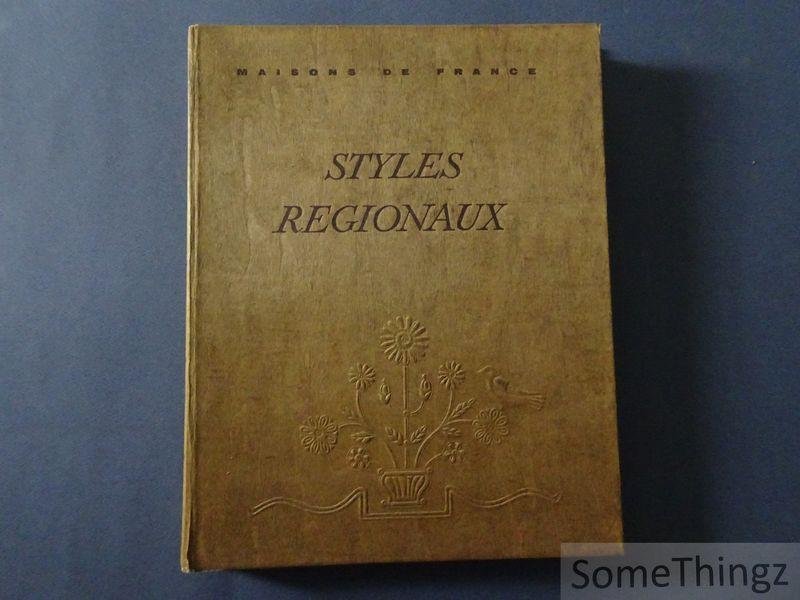 MAISONS DE FRANCE
STYLES
REGIONAUX
SomeThingz